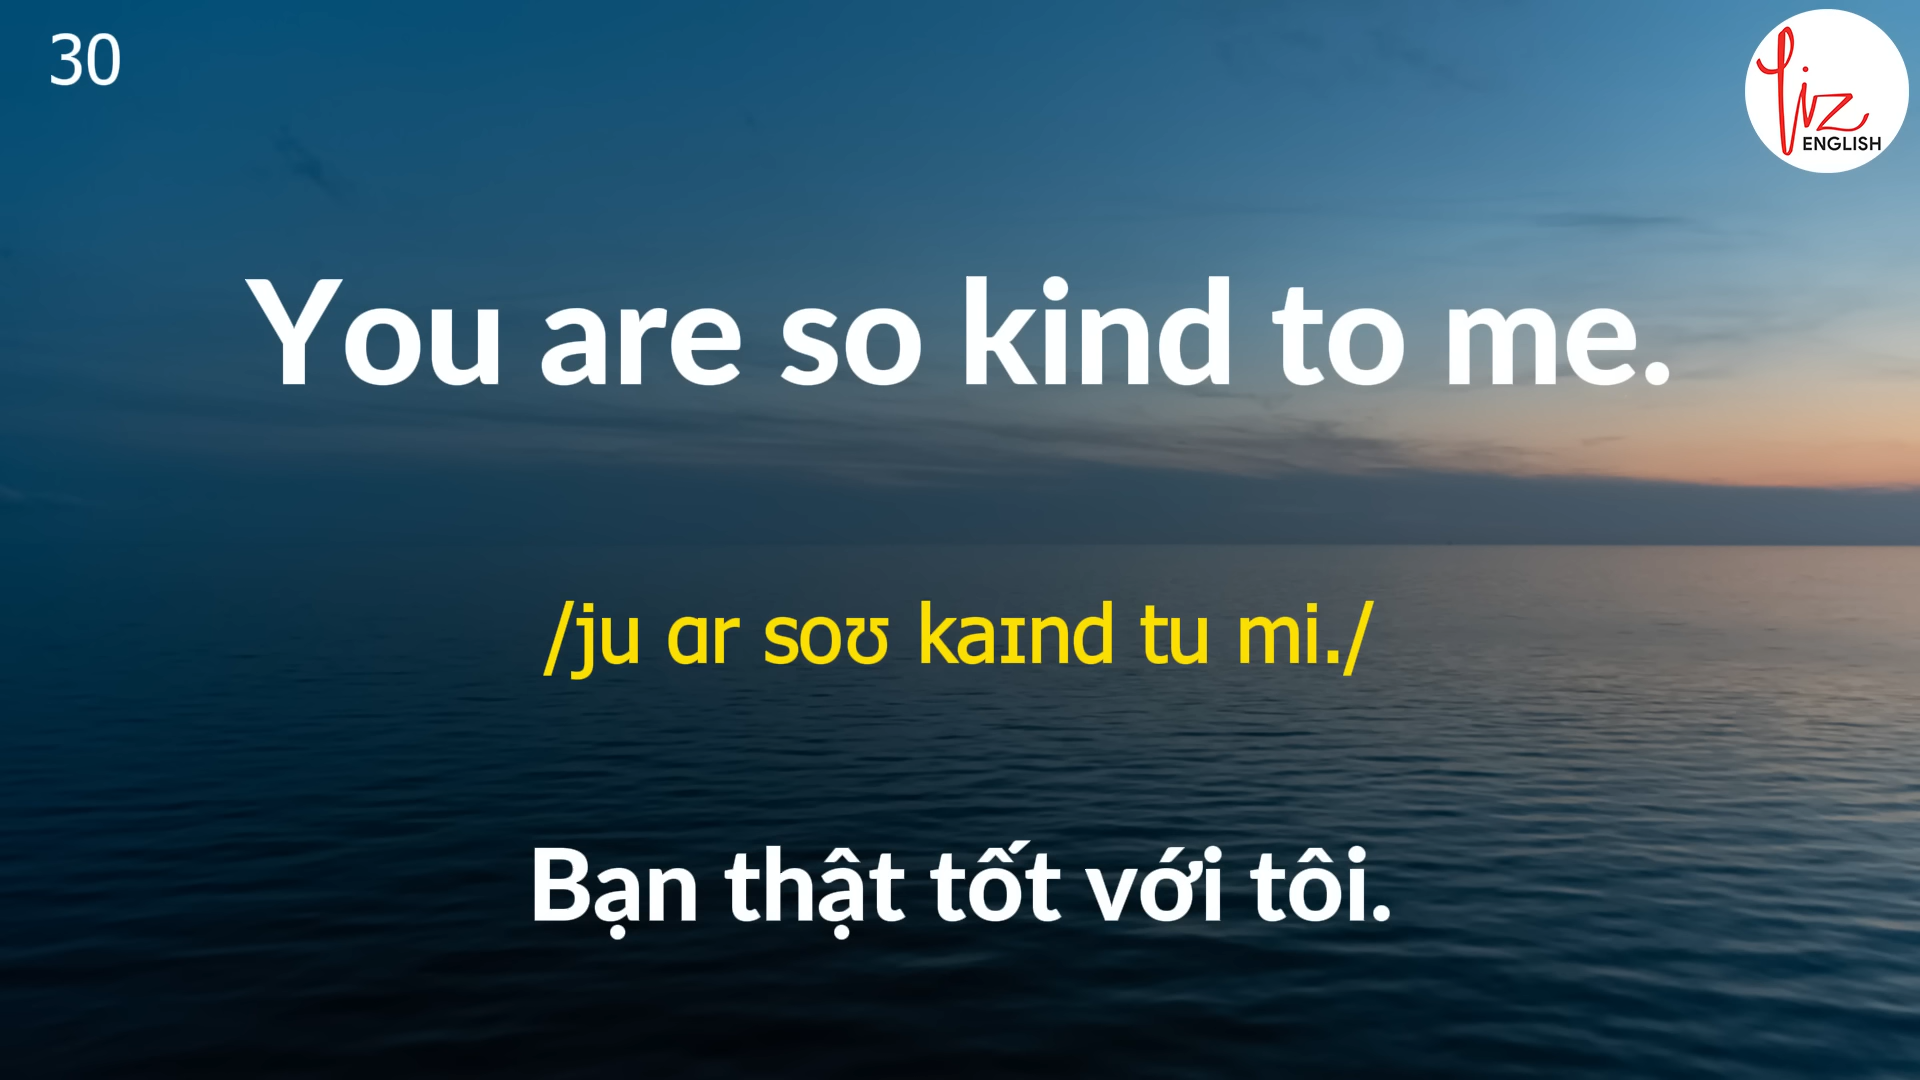 30
Liz
ENGLISH
You are so kind to me.
/ju ɑr soʊ kaɪnd tu mi./
Bạn thật tốt với tôi.